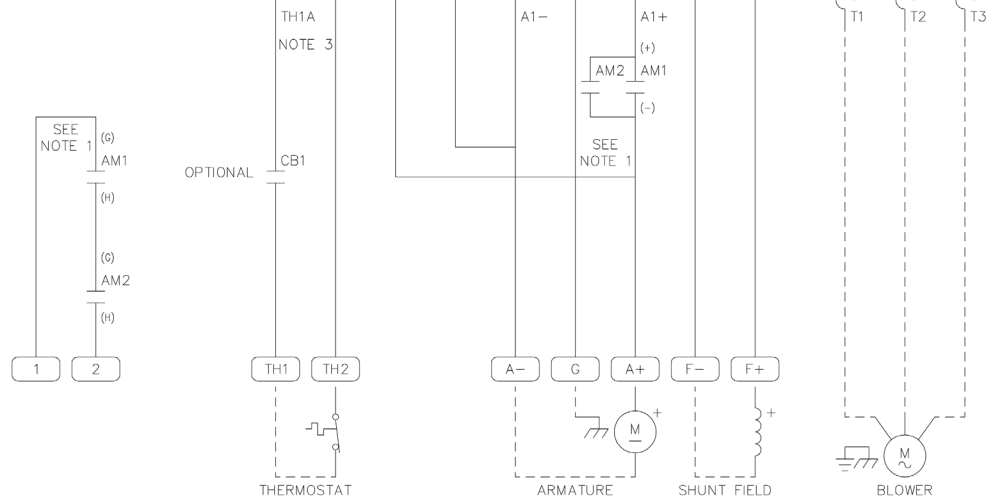 TH1A
A1-
A1+
T1
T2
T3
NOTE 3
(+)
AM2
AM1
(-)
SEE
NOTE 1
(G)
AM1
SEE
NOTE 1
OPTIONAL
CB1
(H)
(G)
AM2
(H)
1
2
TH1
TH2
A-
G
A+
F-
F+
+
+
M
M
THERMOSTAT
ARMATURE
SHUNT FIELD
BLOWER